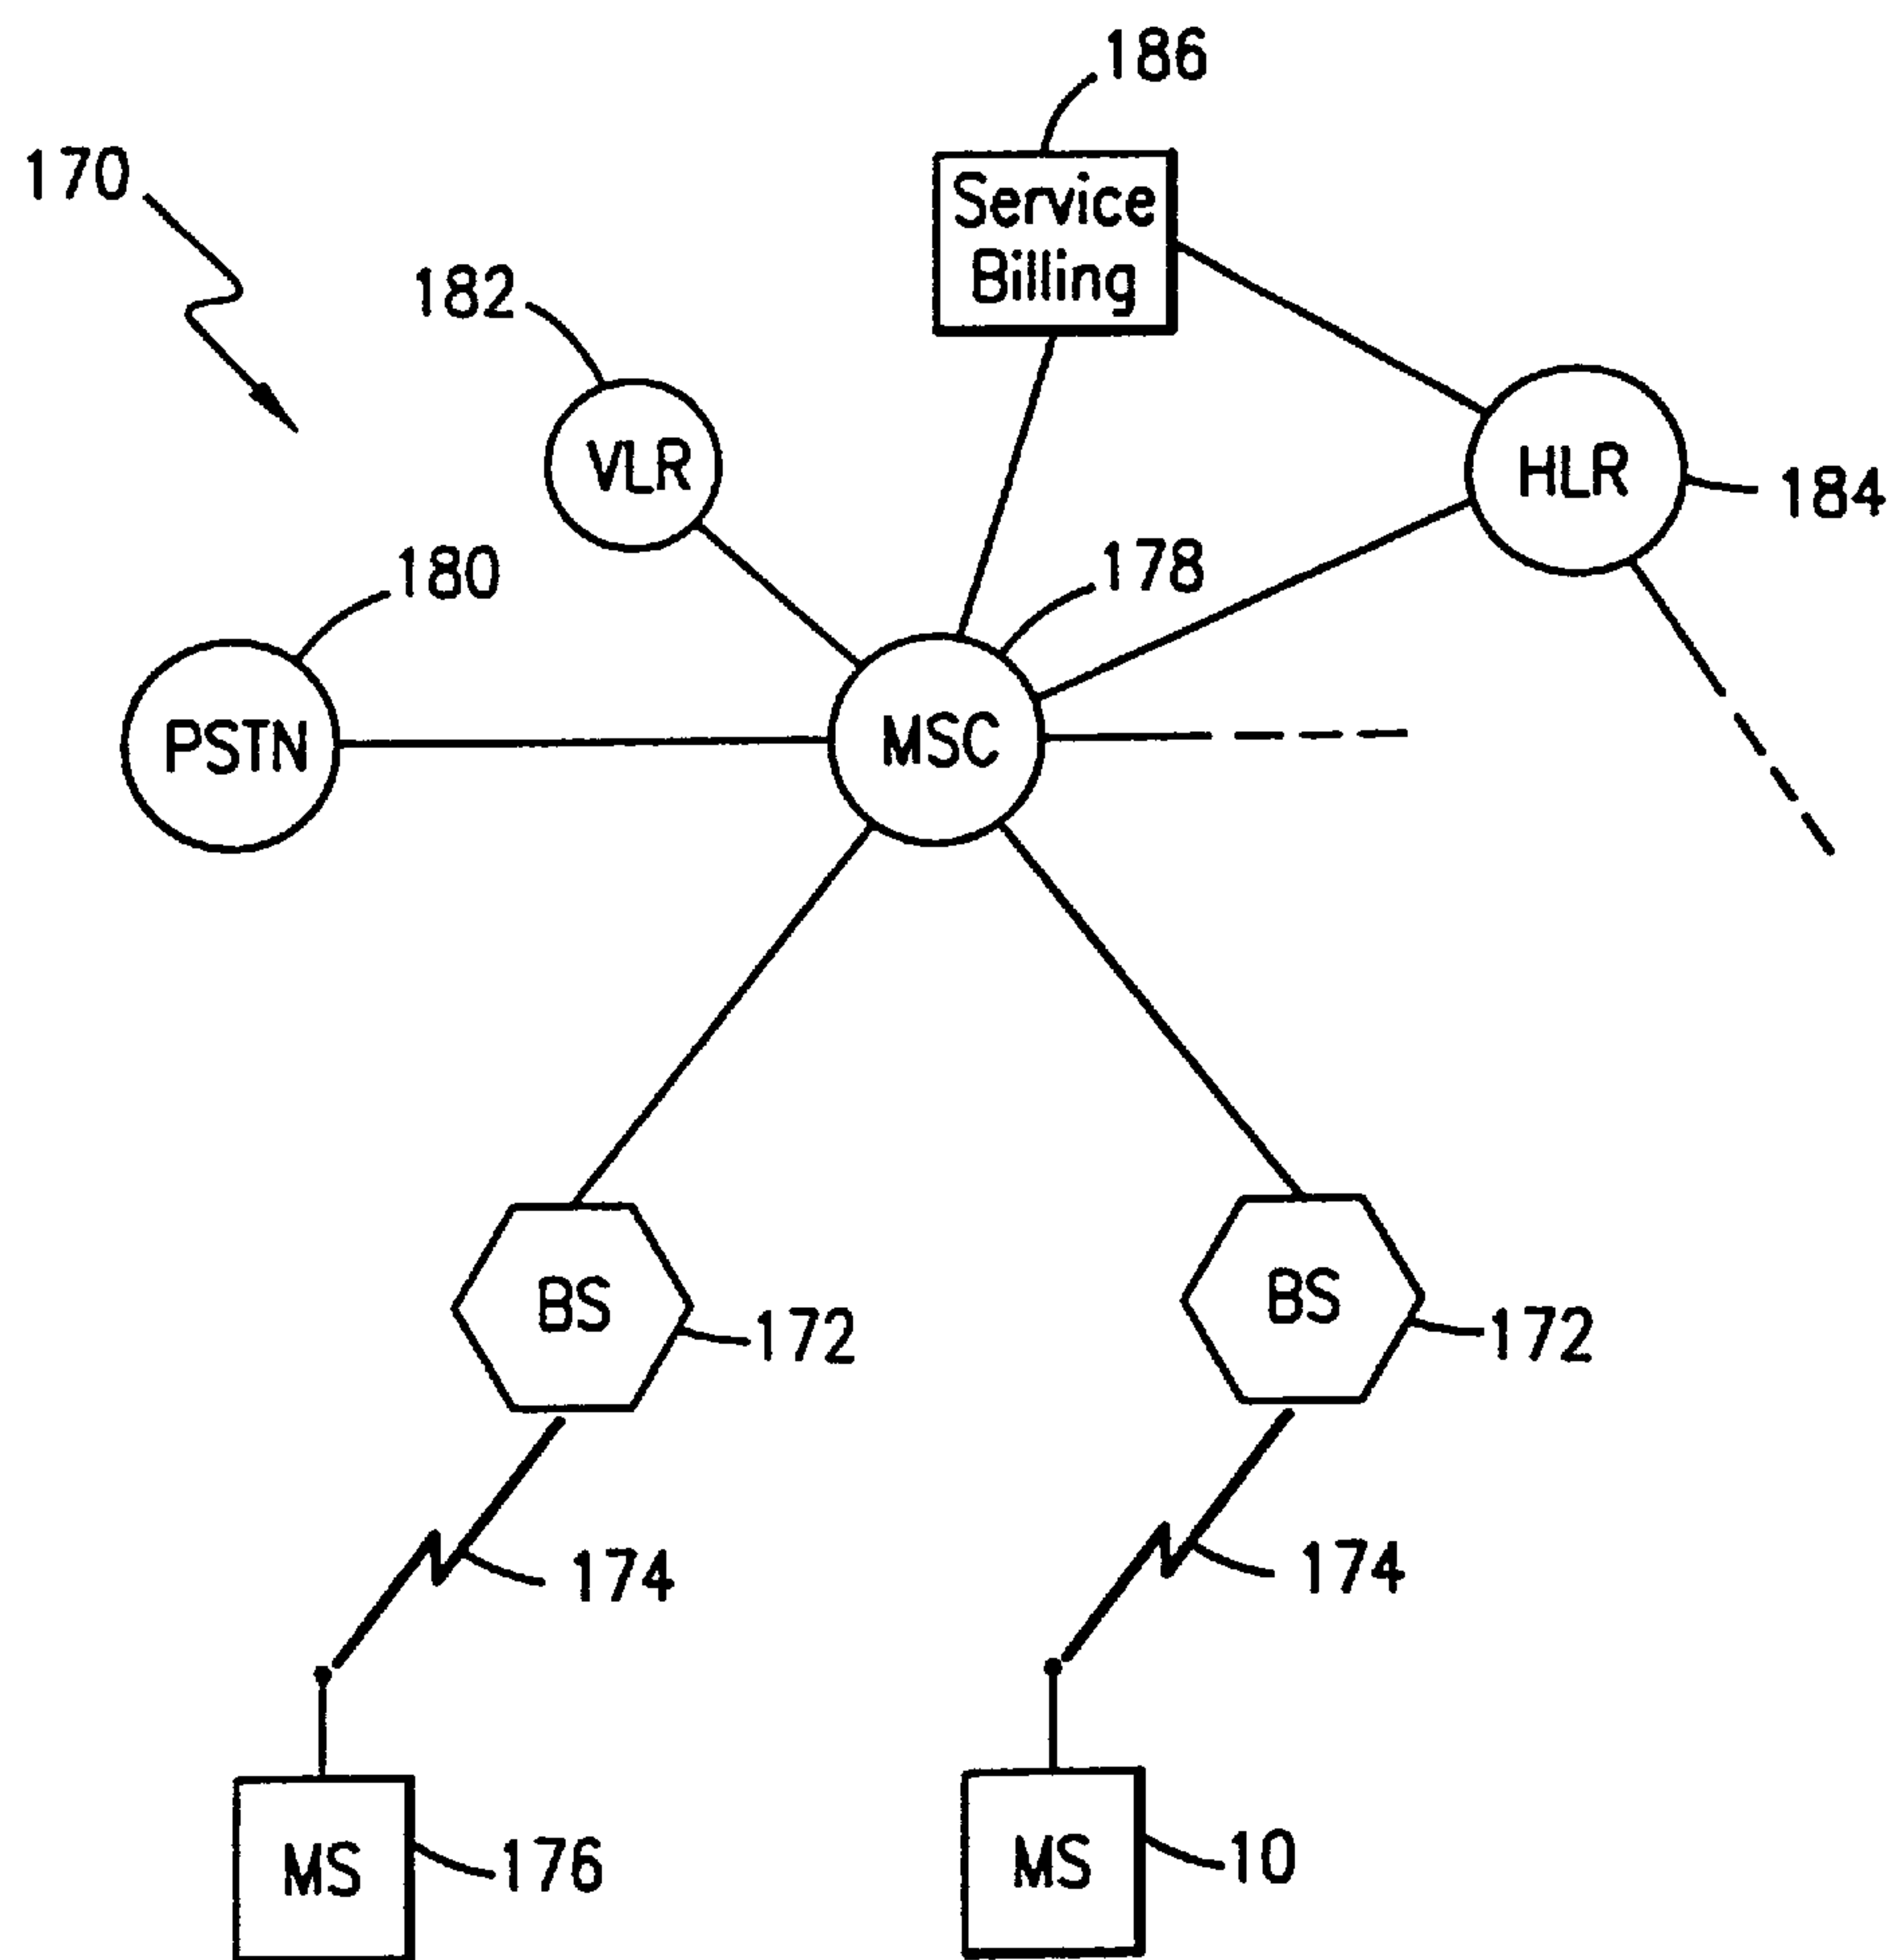 186
170
Service
Billing
182
VLR
HLR
184
180
178
PSTN
MSC
BS
BS
172
172
174
174
MS
176
MS
10